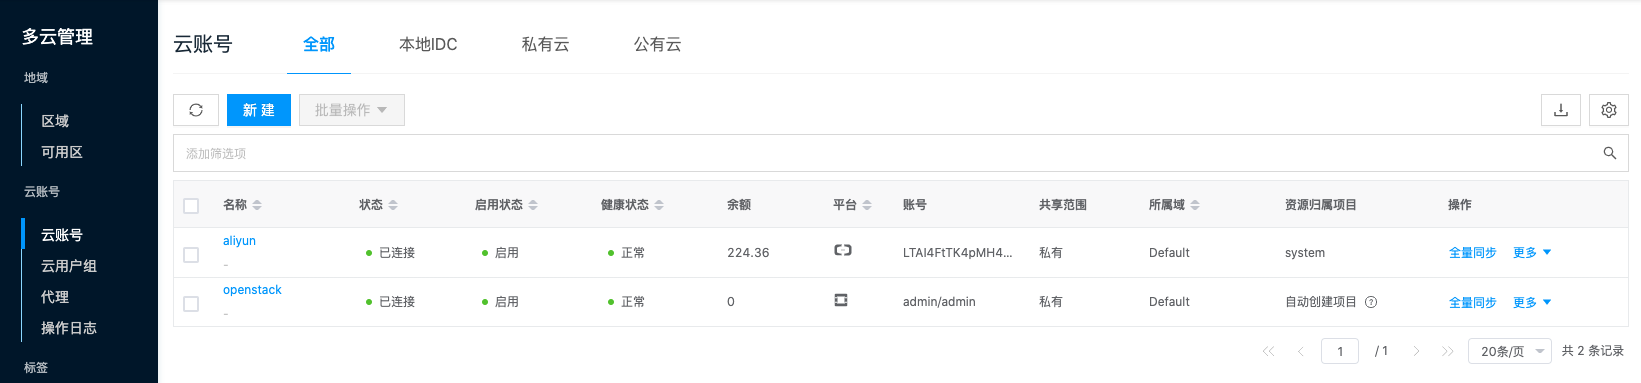 多云管理
地域
区域
可用区
云账号
云账号
云用户组
代理
操作日志
标签
云账号 全部 本地IDC 私有云 公有云
新 建 批量操作
添加筛选项
名称 状态 启用状态 健康状态 余额 平台 账号 共享范围 所属域 资源归属项目 操作
aliyun 已连接 启用 正常 224.36 LTAI4FtTK4pMH4... 私有 Default system 全量同步 更多
-
openstack 已连接 启用 正常 0 admin/admin 私有 Default 自动创建项目 全量同步 更多
-
1 / 1 20条/页 共 2 条记录